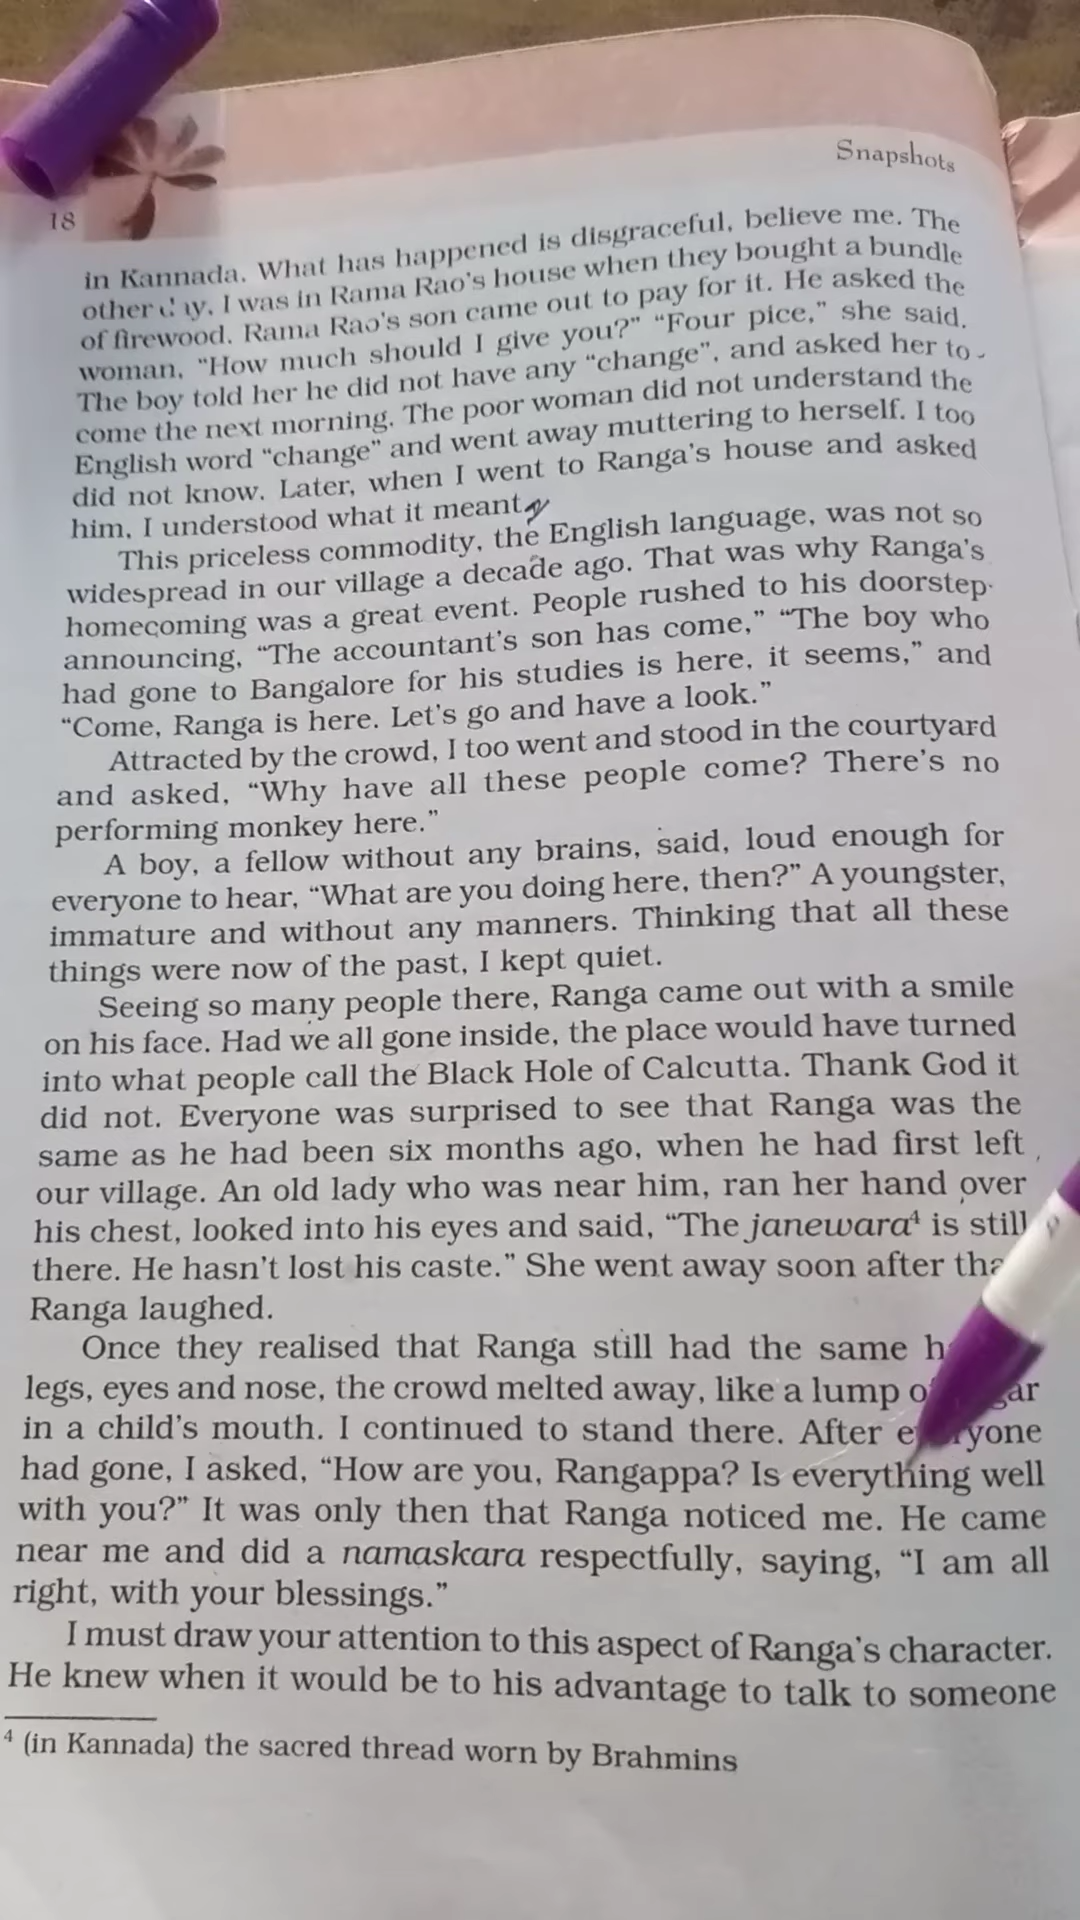 Snapshots
18
in Kannada. What has happened is disgraceful, believe me. The
other day, I was in Rama Rao's house when they bought a bundle
of firewood. Rama Rao's son came out to pay for it. He asked the
woman, “How much should I give you?” “Four pice,” she said.
The boy told her he did not have any “change”, and asked her to
come the next morning. The poor woman did not understand the
English word “change” and went away muttering to herself. I too
did not know. Later, when I went to Ranga's house and asked
him, I understood what it meant.
This priceless commodity, the English language, was not so
widespread in our village a decade ago. That was why Ranga's
homecoming was a great event. People rushed to his doorstep
announcing, “The accountant's son has come,” “The boy who
had gone to Bangalore for his studies is here, it seems,” and
“Come, Ranga is here. Let's go and have a look.”
Attracted by the crowd, I too went and stood in the courtyard
and asked, “Why have all these people come? There's no
performing monkey here.”
A boy, a fellow without any brains, said, loud enough for
everyone to hear, “What are you doing here, then?” A youngster,
immature and without any manners. Thinking that all these
things were now of the past, I kept quiet.
Seeing so many people there, Ranga came out with a smile
on his face. Had we all gone inside, the place would have turned
into what people call the Black Hole of Calcutta. Thank God it
did not. Everyone was surprised to see that Ranga was the
same as he had been six months ago, when he had first left
our village. An old lady who was near him, ran her hand over
his chest, looked into his eyes and said, “The janewara⁴ is still
there. He hasn't lost his caste.” She went away soon after
Ranga laughed.
Once they realised that Ranga still had the same
legs, eyes and nose, the crowd melted away, like a lump
in a child's mouth. I continued to stand there. After everyone
had gone, I asked, “How are you, Rangappa? Is everything well
with you?” It was only then that Ranga noticed me. He came
near me and did a namaskara respectfully, saying, “I am all
right, with your blessings.”
I must draw your attention to this aspect of Ranga's character.
He knew when it would be to his advantage to talk to someone
⁴ (in Kannada) the sacred thread worn by Brahmins